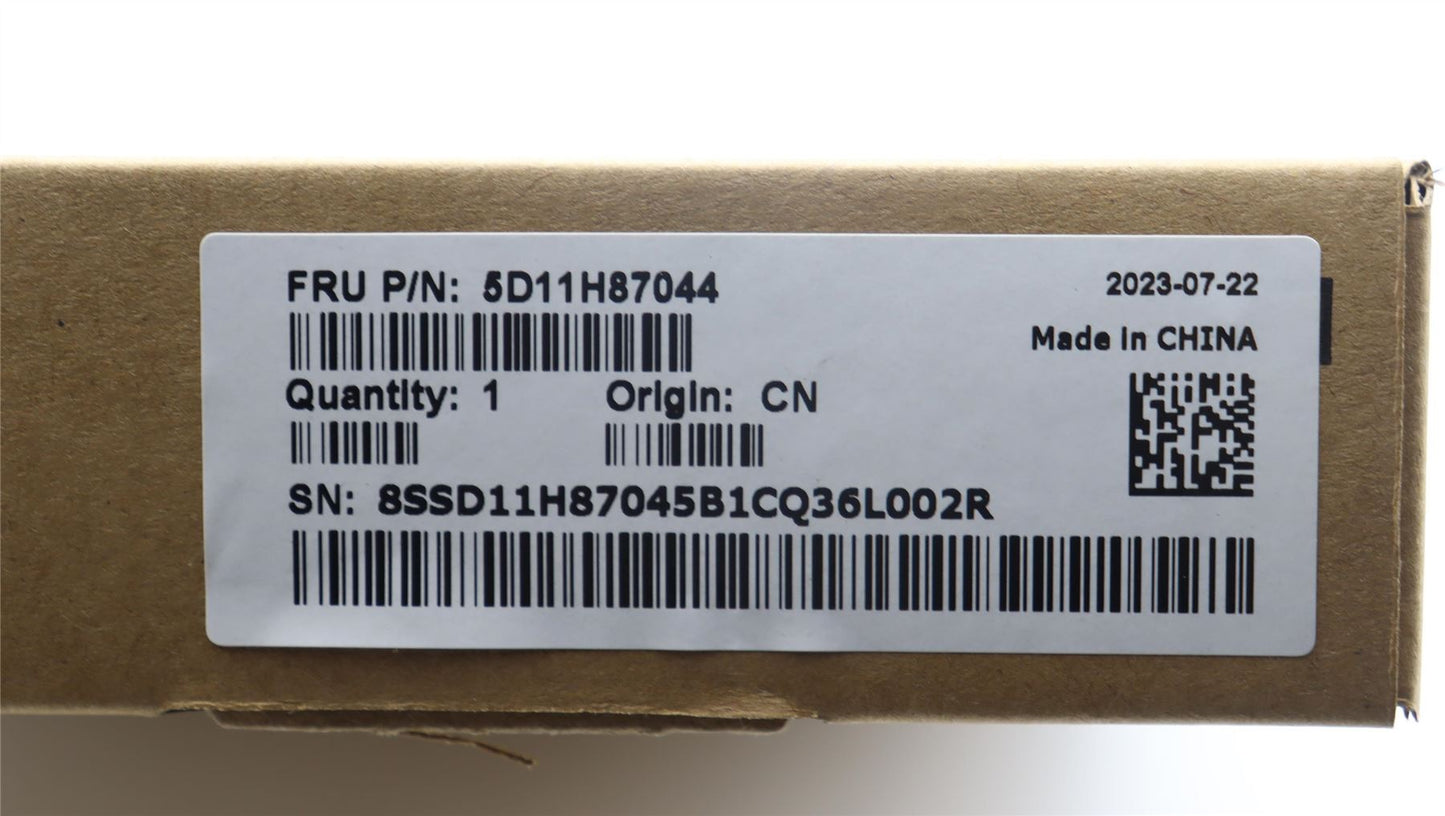 FRU P/N: 5D11H87044
2023-07-22
Made in CHINA
Quantity: 1
Origin: CN
SN: 8SSD11H87045B1CQ36L002R